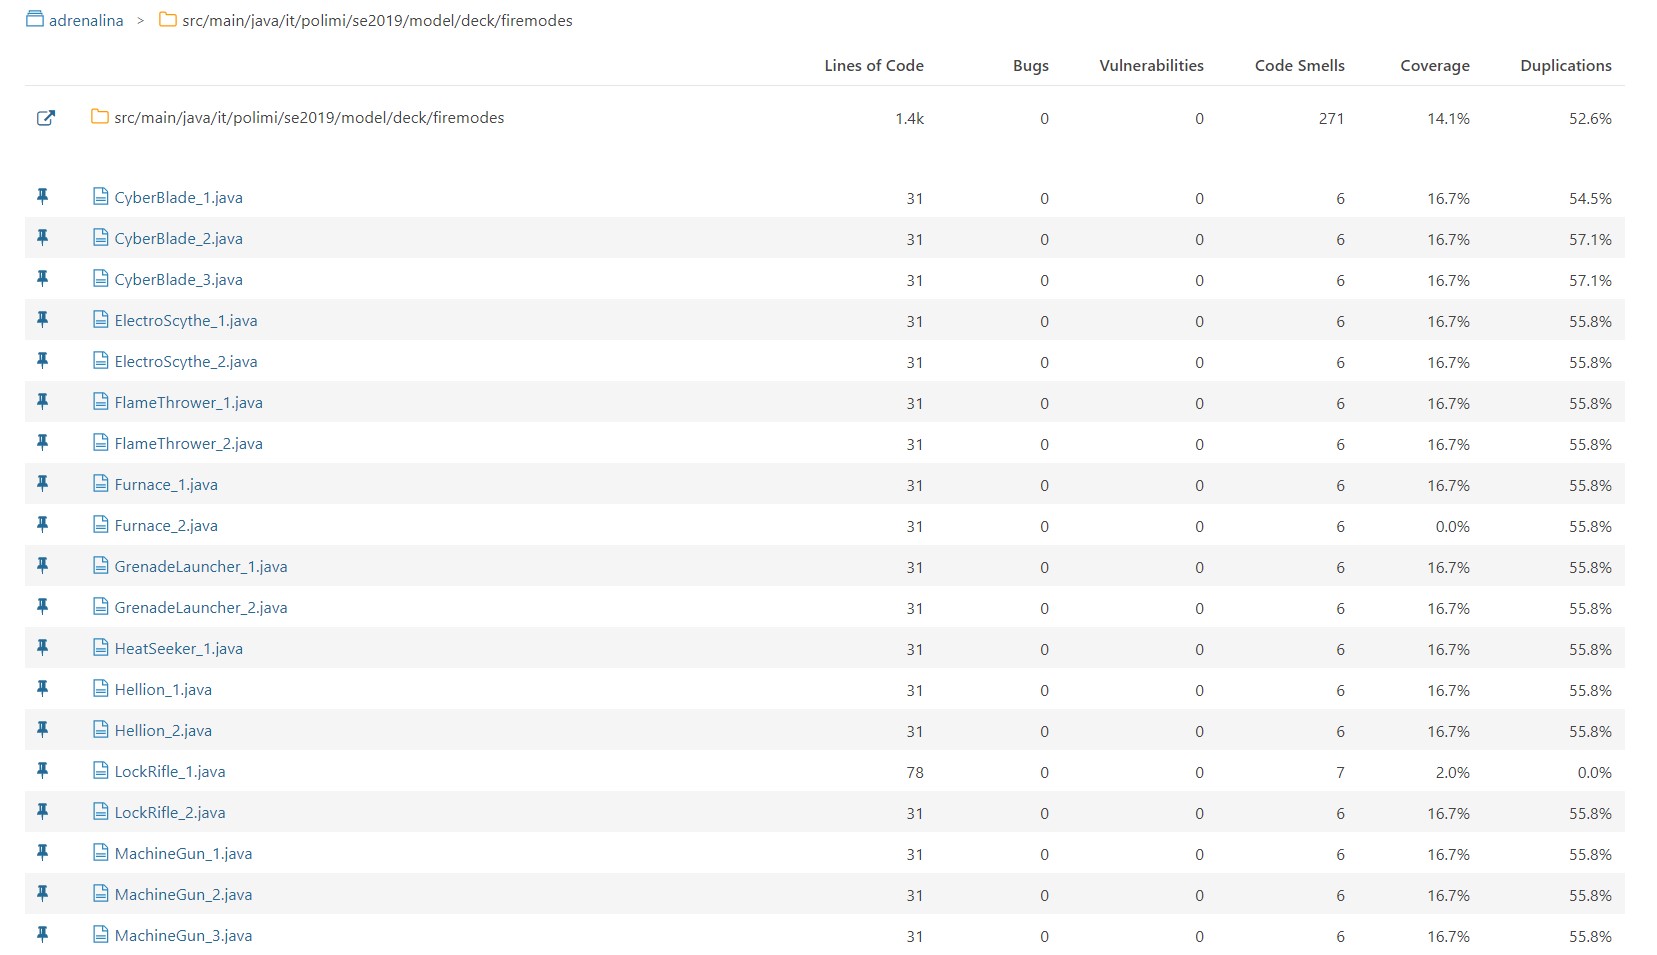 adrenalina > src/main/java/it/polimi/se2019/model/deck/firemodes
Lines of Code Bugs Vulnerabilities Code Smells Coverage Duplications
src/main/java/it/polimi/se2019/model/deck/firemodes 1.4k 0 0 271 14.1% 52.6%
CyberBlade_1.java 31 0 0 6 16.7% 54.5%
CyberBlade_2.java 31 0 0 6 16.7% 57.1%
CyberBlade_3.java 31 0 0 6 16.7% 57.1%
ElectroScythe_1.java 31 0 0 6 16.7% 55.8%
ElectroScythe_2.java 31 0 0 6 16.7% 55.8%
FlameThrower_1.java 31 0 0 6 16.7% 55.8%
FlameThrower_2.java 31 0 0 6 16.7% 55.8%
Furnace_1.java 31 0 0 6 16.7% 55.8%
Furnace_2.java 31 0 0 6 0.0% 55.8%
GrenadeLauncher_1.java 31 0 0 6 16.7% 55.8%
GrenadeLauncher_2.java 31 0 0 6 16.7% 55.8%
HeatSeeker_1.java 31 0 0 6 16.7% 55.8%
Hellion_1.java 31 0 0 6 16.7% 55.8%
Hellion_2.java 31 0 0 6 16.7% 55.8%
LockRifle_1.java 78 0 0 7 2.0% 0.0%
LockRifle_2.java 31 0 0 6 16.7% 55.8%
MachineGun_1.java 31 0 0 6 16.7% 55.8%
MachineGun_2.java 31 0 0 6 16.7% 55.8%
MachineGun_3.java 31 0 0 6 16.7% 55.8%